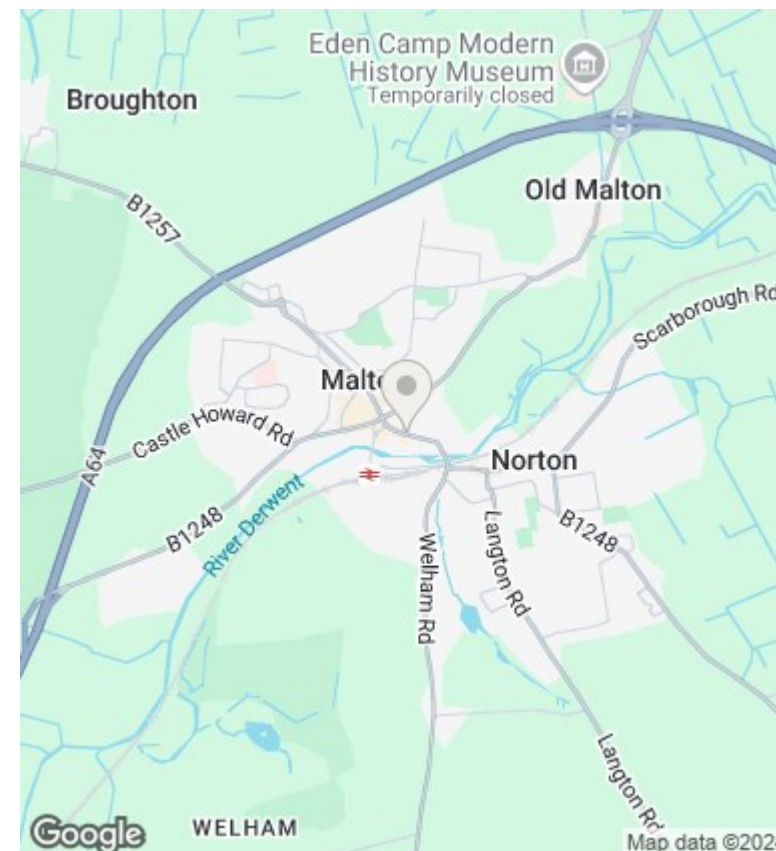 Eden Camp Modern
History Museum
Temporarily closed
Broughton
Old Malton
B1257
Scarborough Rd
Castle Howard Rd
A64
Norton
B1248
River Derwent
Welham Rd
Langton Rd
B1248
Langton Rd
WELHAM
Google
Map data ©202